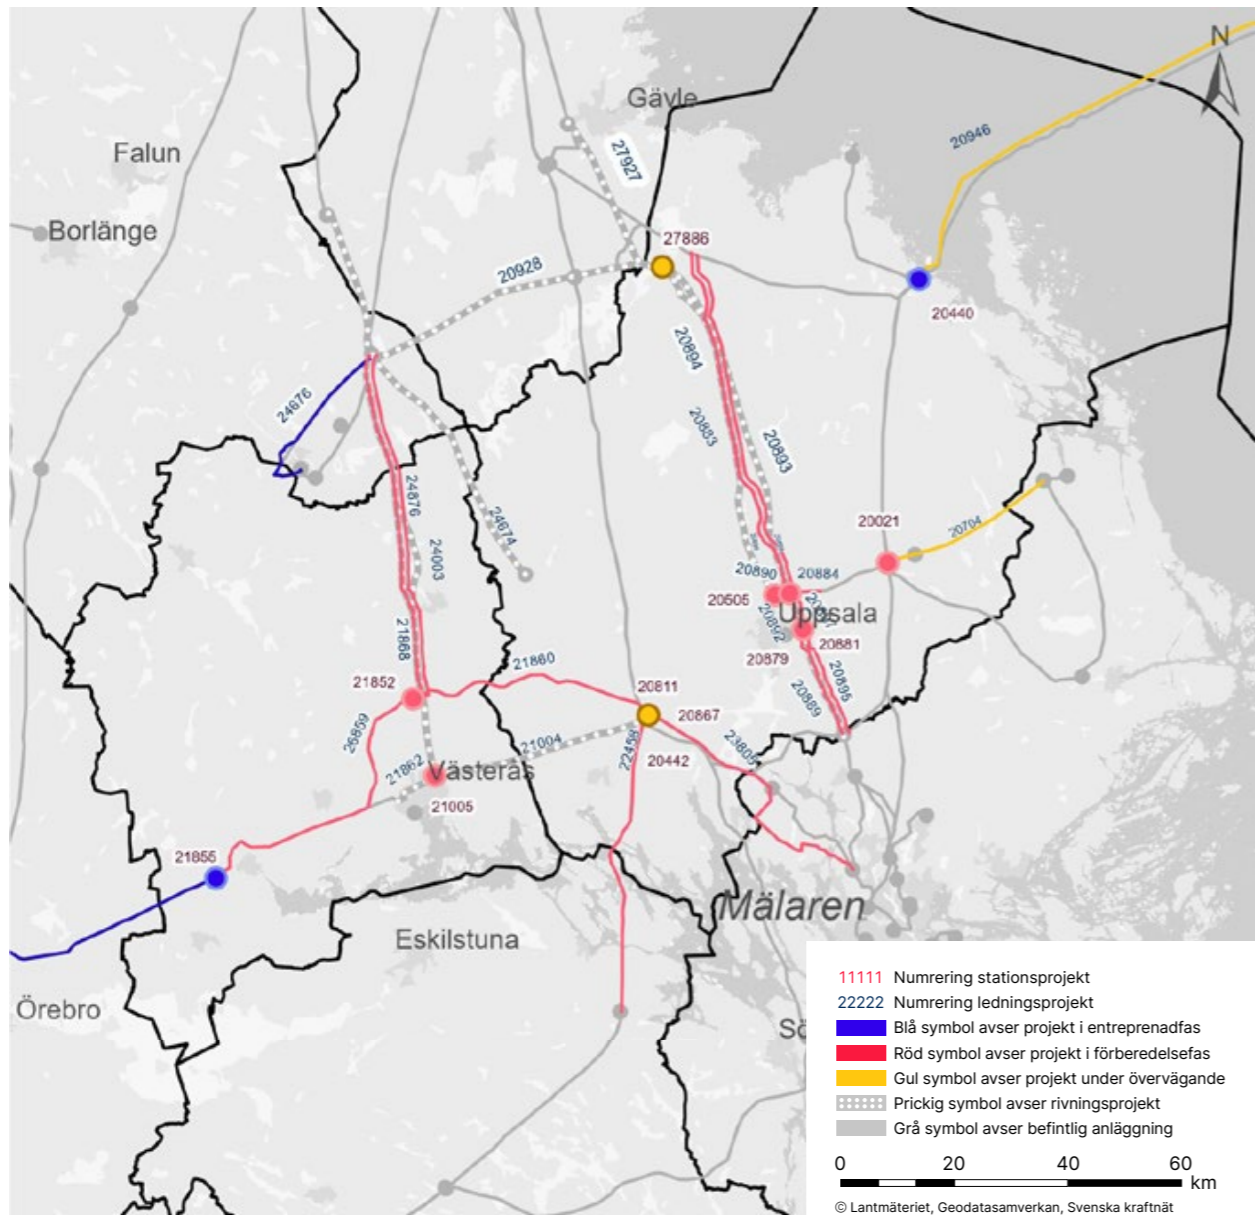 N
Gävle
20946
Falun
27927
Borlänge
27886
20928
20440
20894
24676
20883
20893
24876
24674
20021
20704
24003
20890
20884
20505
Uppsala
20892
21868
20879
20881
21860
21852
20895
20811
20889
20867
26859
21004
22458
23805
21862
20442
Västerås
21005
21855
Mälaren
Eskilstuna
Örebro
Sö
11111 Numrering stationsprojekt
22222 Numrering ledningsprojekt
Blå symbol avser projekt i entreprenadfas
Röd symbol avser projekt i förberedelsefas
Gul symbol avser projekt under övervägande
Prickig symbol avser rivningsprojekt
Grå symbol avser befintlig anläggning
0 20 40 60
km
© Lantmäteriet, Geodatasamverkan, Svenska kraftnät